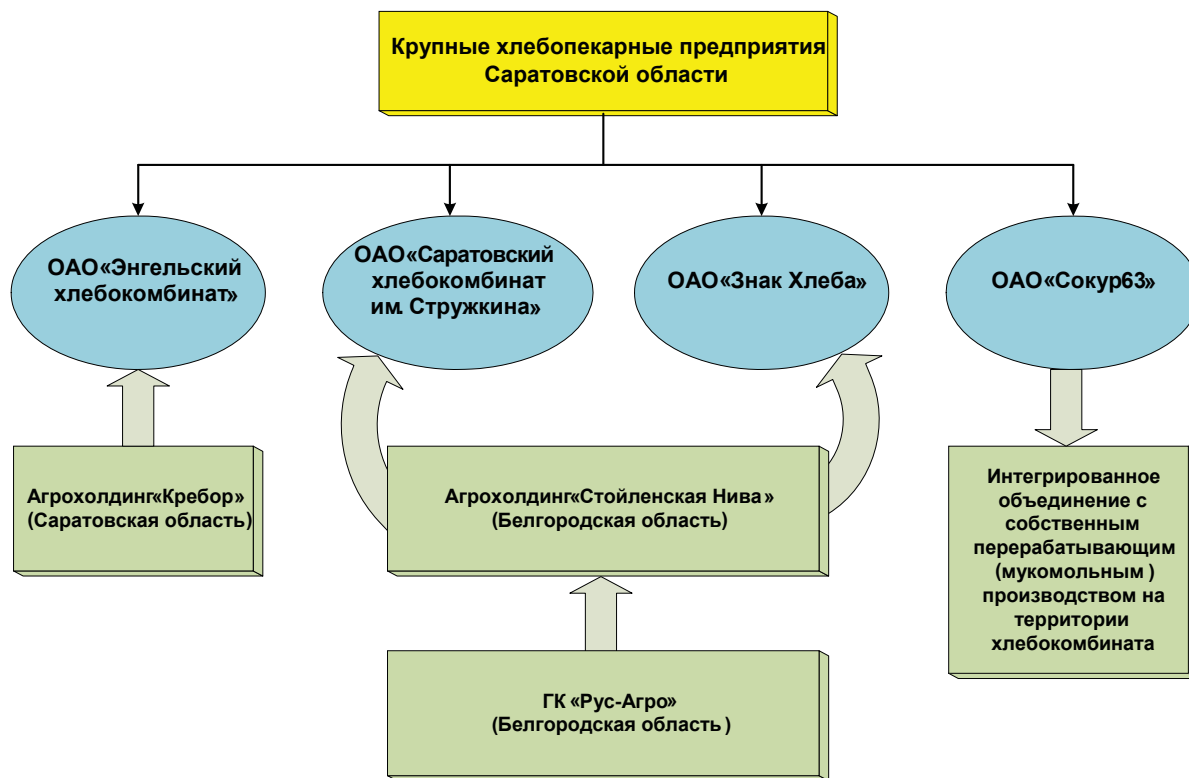 Крупные хлебопекарные предприятия
Саратовской области
ОАО«Энгельский
хлебокомбинат»
ОАО«Саратовский
хлебокомбинат
им. Стружкина»
ОАО«Знак Хлеба»
ОАО«Сокур63»
Агрохолдинг«Кребор»
(Саратовская область)
Агрохолдинг«Стойленская Нива»
(Белгородская область)
Интегрированное
объединение с
собственным
перерабатывающим
(мукомольным)
производством на
территории
хлебокомбината
ГК «Рус-Агро»
(Белгородская область)